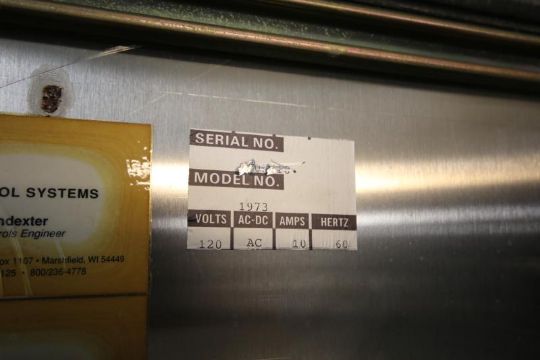 OL SYSTEMS
ndexter
rols Engineer
ox 1107 • Marshfield, WI 54449
125 • 800/236-4778
SERIAL NO.
MODEL NO.
1973
VOLTS AC-DC AMPS HERTZ
120 AC 10 60